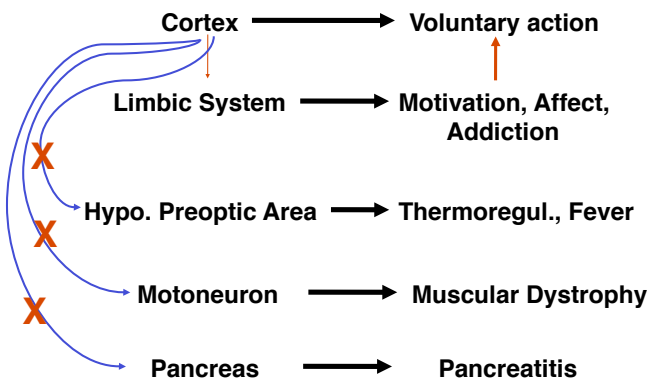 Cortex
Voluntary action
Limbic System
Motivation, Affect,
Addiction
X
Hypo. Preoptic Area
Thermoregul., Fever
X
Motoneuron
Muscular Dystrophy
X
Pancreas
Pancreatitis